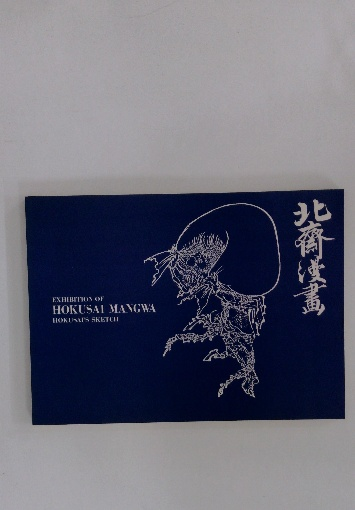 北齋漫畫
EXHIBITION OF
HOKUSAI MANGWA
HOKUSAI'S SKETCH